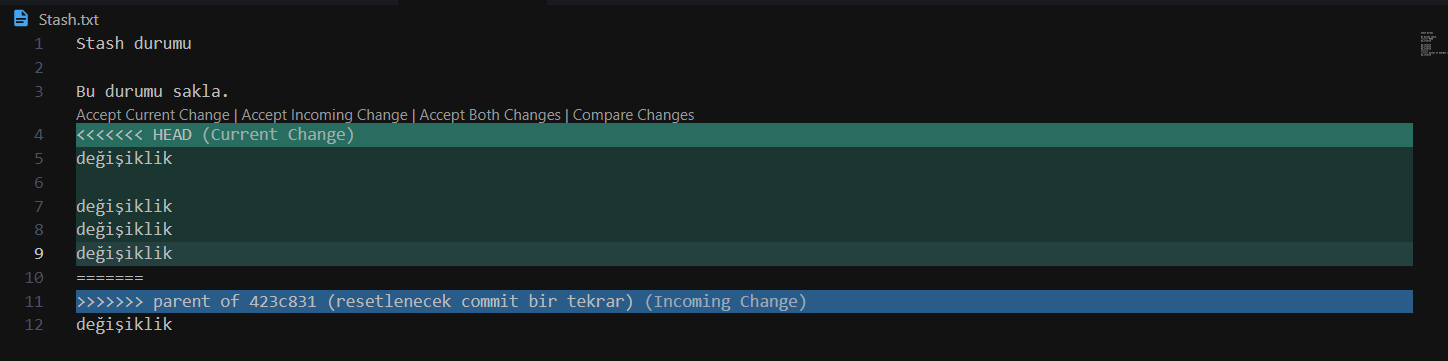 Stash.txt
1 Stash durumu
2
3 Bu durumu sakla.
Accept Current Change | Accept Incoming Change | Accept Both Changes | Compare Changes
4 <<<<<<< HEAD (Current Change)
5 değişiklik
6
7 değişiklik
8 değişiklik
9 değişiklik
10 =======
11 >>>>>>> parent of 423c831 (resetlenecek commit bir tekrar) (Incoming Change)
12 değişiklik